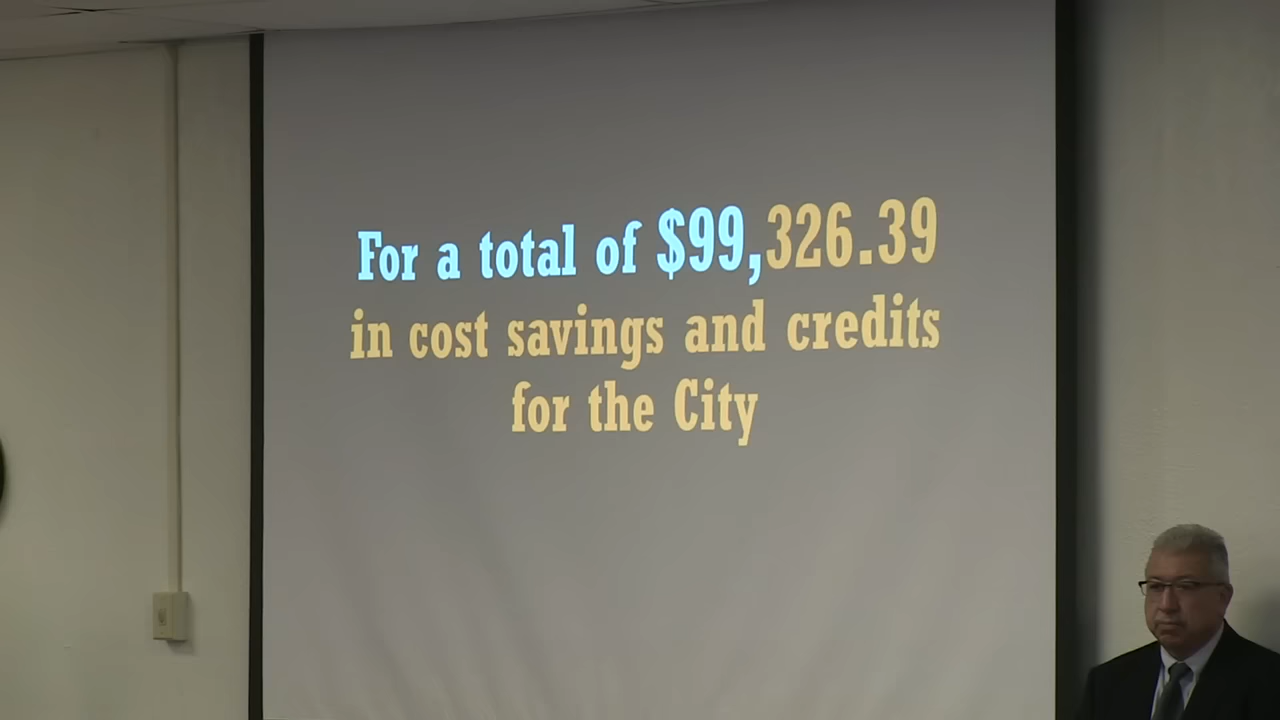 For a total of $99,326.39
in cost savings and credits
for the City